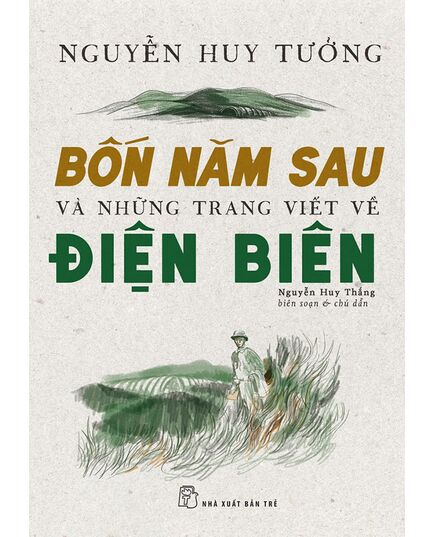 NGUYỄN HUY TƯỞNG
BỐN NĂM SAU
VÀ NHỮNG TRANG VIẾT VỀ
ĐIỆN BIÊN
Nguyễn Huy Thắng
biên soạn & chú dẫn
NHÀ XUẤT BẢN TRẺ